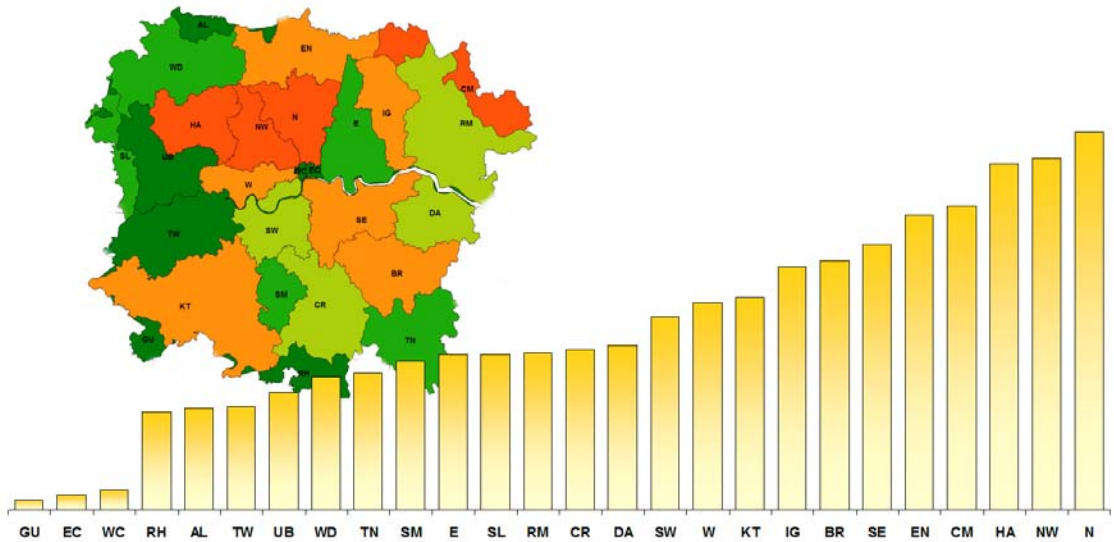 AL
EN
WD
CM
IG
N
E
HA
NW
RM
SL
UB
WC EC
W
DA
SE
SW
TW
BR
SM
KT
CR
GU
TN
RH
GU EC WC RH AL TW UB WD TN SM E SL RM CR DA SW W KT IG BR SE EN CM HA NW N